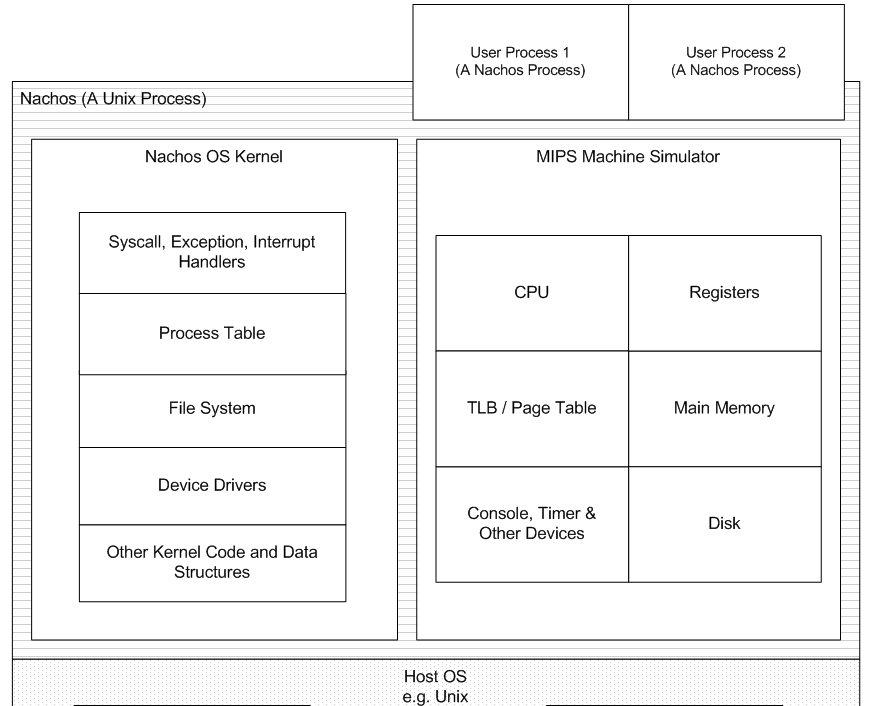 User Process 1
(A Nachos Process)
User Process 2
(A Nachos Process)
Nachos (A Unix Process)
Nachos OS Kernel
Syscall, Exception, Interrupt
Handlers
Process Table
File System
Device Drivers
Other Kernel Code and Data
Structures
MIPS Machine Simulator
CPU
Registers
TLB / Page Table
Main Memory
Console, Timer &
Other Devices
Disk
Host OS
e.g. Unix